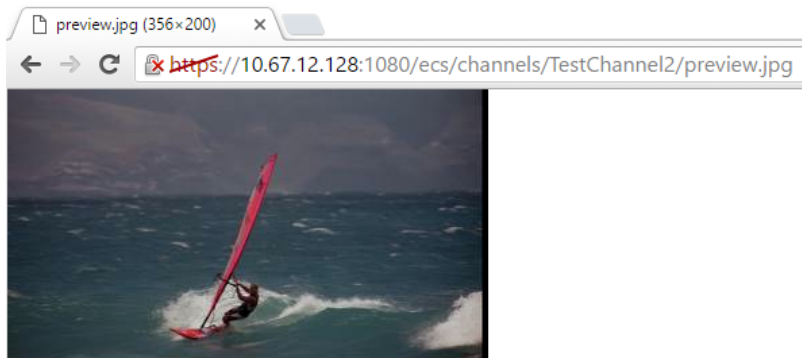 preview.jpg (356×200)
https://10.67.12.128:1080/ecs/channels/TestChannel2/preview.jpg